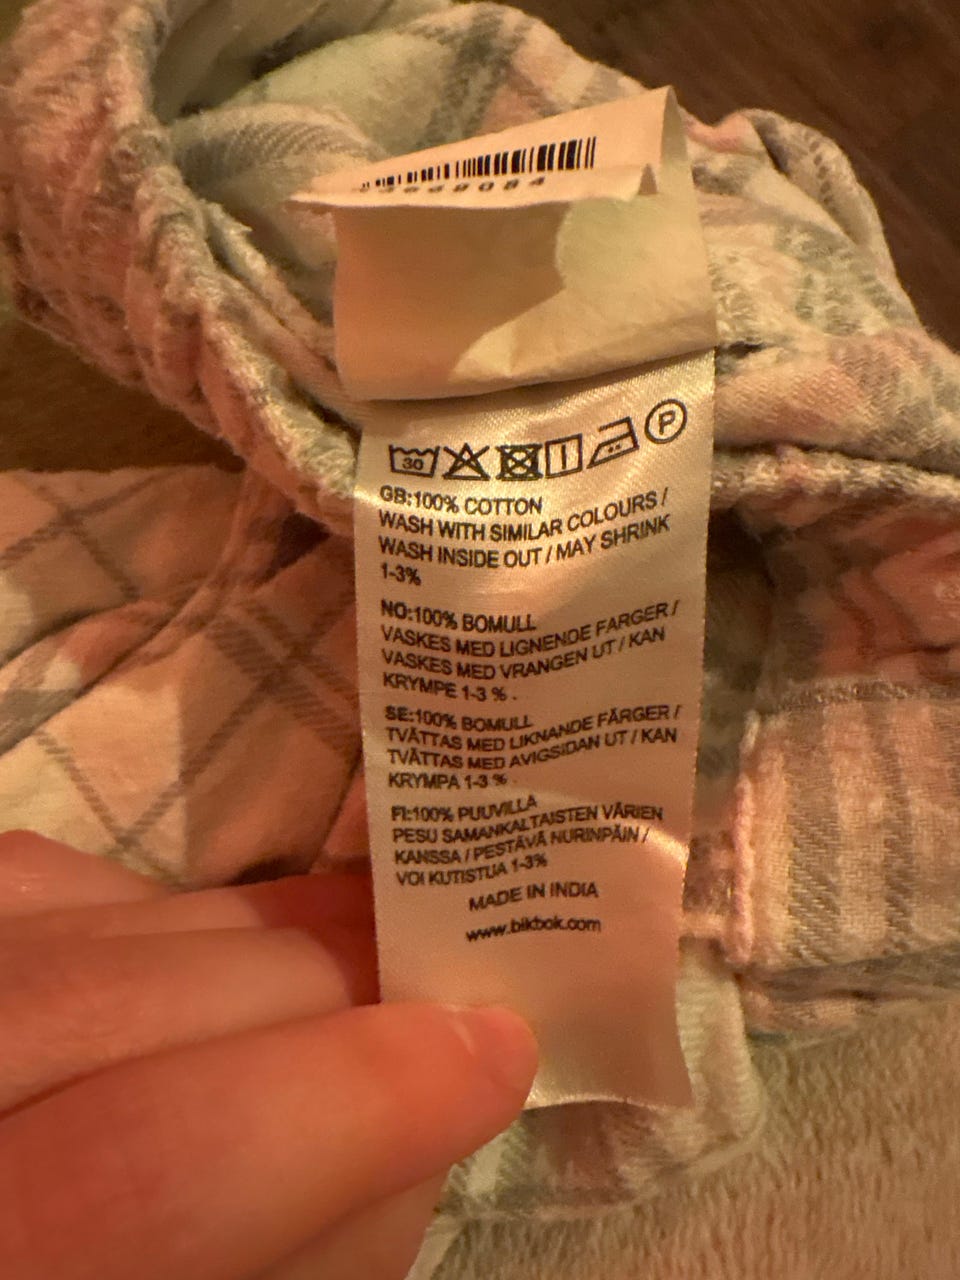 9084
30
P
GB:100% COTTON
WASH WITH SIMILAR COLOURS /
WASH INSIDE OUT / MAY SHRINK
1-3%
NO:100% BOMULL
VASKES MED LIGNENDE FARGER /
VASKES MED VRANGEN UT / KAN
KRYMPE 1-3 % .
SE:100% BOMULL
TVÄTTAS MED LIKNANDE FÄRGER /
TVÄTTAS MED AVIGSIDAN UT / KAN
KRYMPA 1-3 % .
FI:100% PUUVILLA
PESU SAMANKALTAISTEN VÄRIEN
KANSSA / PESTÄVÄ NURINPÄIN /
VOI KUTISTUA 1-3%
MADE IN INDIA
www.bikbok.com